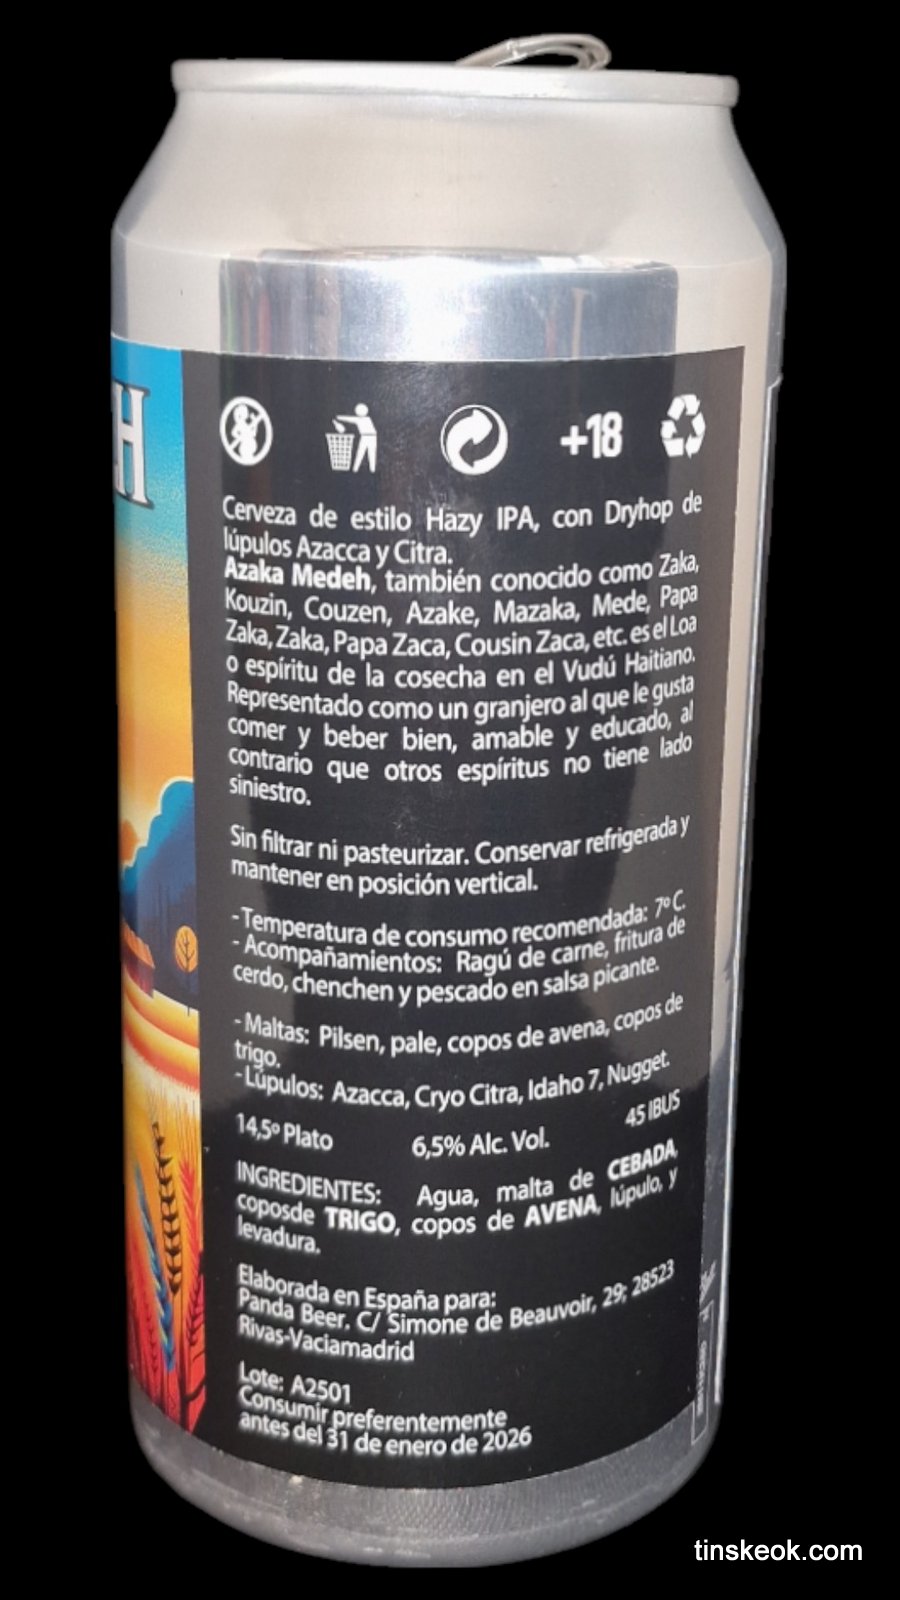 H
+18
Cerveza de estilo Hazy IPA, con Dryhop de
lúpulos Azacca y Citra.
Azaka Medeh, también conocido como Zaka,
Kouzin, Couzen, Azake, Mazaka, Mede, Papa
Zaka, Zaka, Papa Zaca, Cousin Zaca, etc. es el Loa
o espíritu de la cosecha en el Vudú Haitiano.
Representado como un granjero al que le gusta
comer y beber bien, amable y educado, al
contrario que otros espíritus no tiene lado
siniestro.
Sin filtrar ni pasteurizar. Conservar refrigerada y
mantener en posición vertical.
- Temperatura de consumo recomendada: 7º C.
- Acompañamientos: Ragú de carne, fritura de
cerdo, chenchen y pescado en salsa picante.
- Maltas: Pilsen, pale, copos de avena, copos de
trigo.
- Lúpulos: Azacca, Cryo Citra, Idaho 7, Nugget.
14,5º Plato 6,5% Alc. Vol. 45 IBUS
INGREDIENTES: Agua, malta de CEBADA,
coposde TRIGO, copos de AVENA, lúpulo, y
levadura.
Elaborada en España para:
Panda Beer. C/ Simone de Beauvoir, 29; 28523
Rivas-Vaciamadrid
Lote: A2501
Consumir preferentemente
antes del 31 de enero de 2026
tinskeok.com